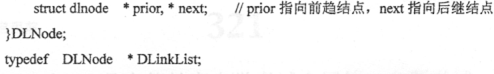 struct dlnode * prior, * next; // prior 指向前趋结点，next 指向后继结点
}DLNode;
typedef DLNode * DLinkList;